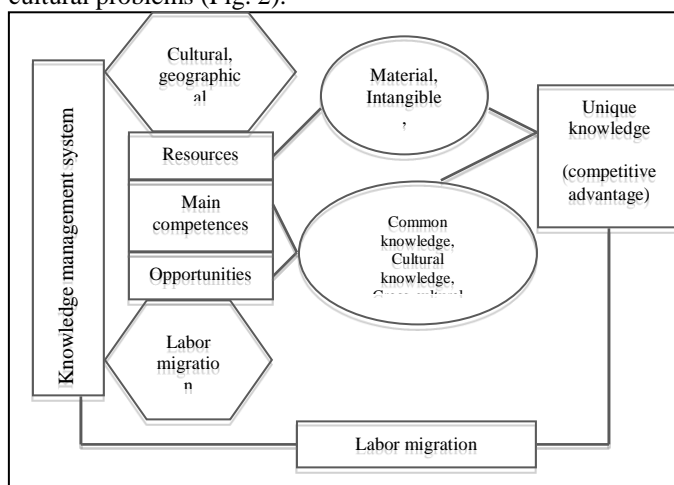 cultural problems (Fig. 2).
Knowledge management system
Cultural,
geographic
al
Resources
Main
competences
Opportunities
Labor
migratio
n
Material,
Intangible
,
Common
knowledge,
Cultural
knowledge,
Unique
knowledge
(competitive
advantage)
Labor migration